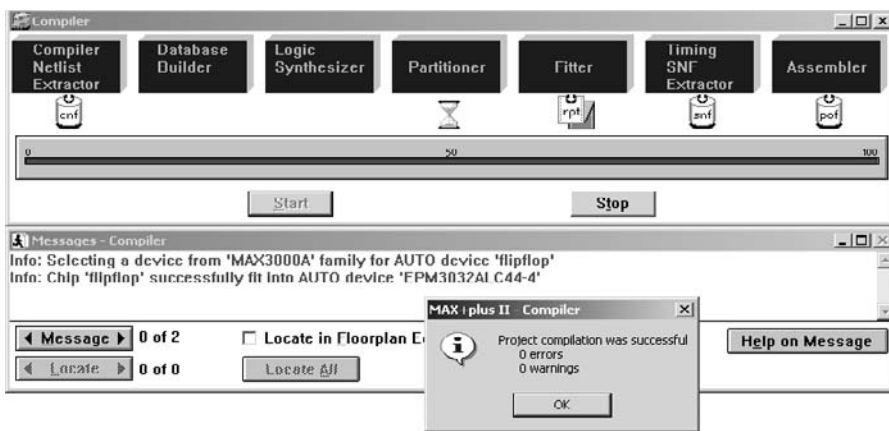 Compiler
Compiler Netlist Extractor
Database Builder
Logic Synthesizer
Partitioner
Fitter
Timing SNF Extractor
Assembler
cnf
rpt
snf
pof
0 50 100
Start
Stop
Messages - Compiler
Info: Selecting a device from 'MAX3000A' family for AUTO device 'flipflop'
Info: Chip 'flipflop' successfully fit into AUTO device 'EPM3032ALC44-4'
MAX+plus II - Compiler
Project compilation was successful
0 errors
0 warnings
OK
Message 0 of 2
Locate in Floorplan
Help on Message
Locate 0 of 0
Locate All